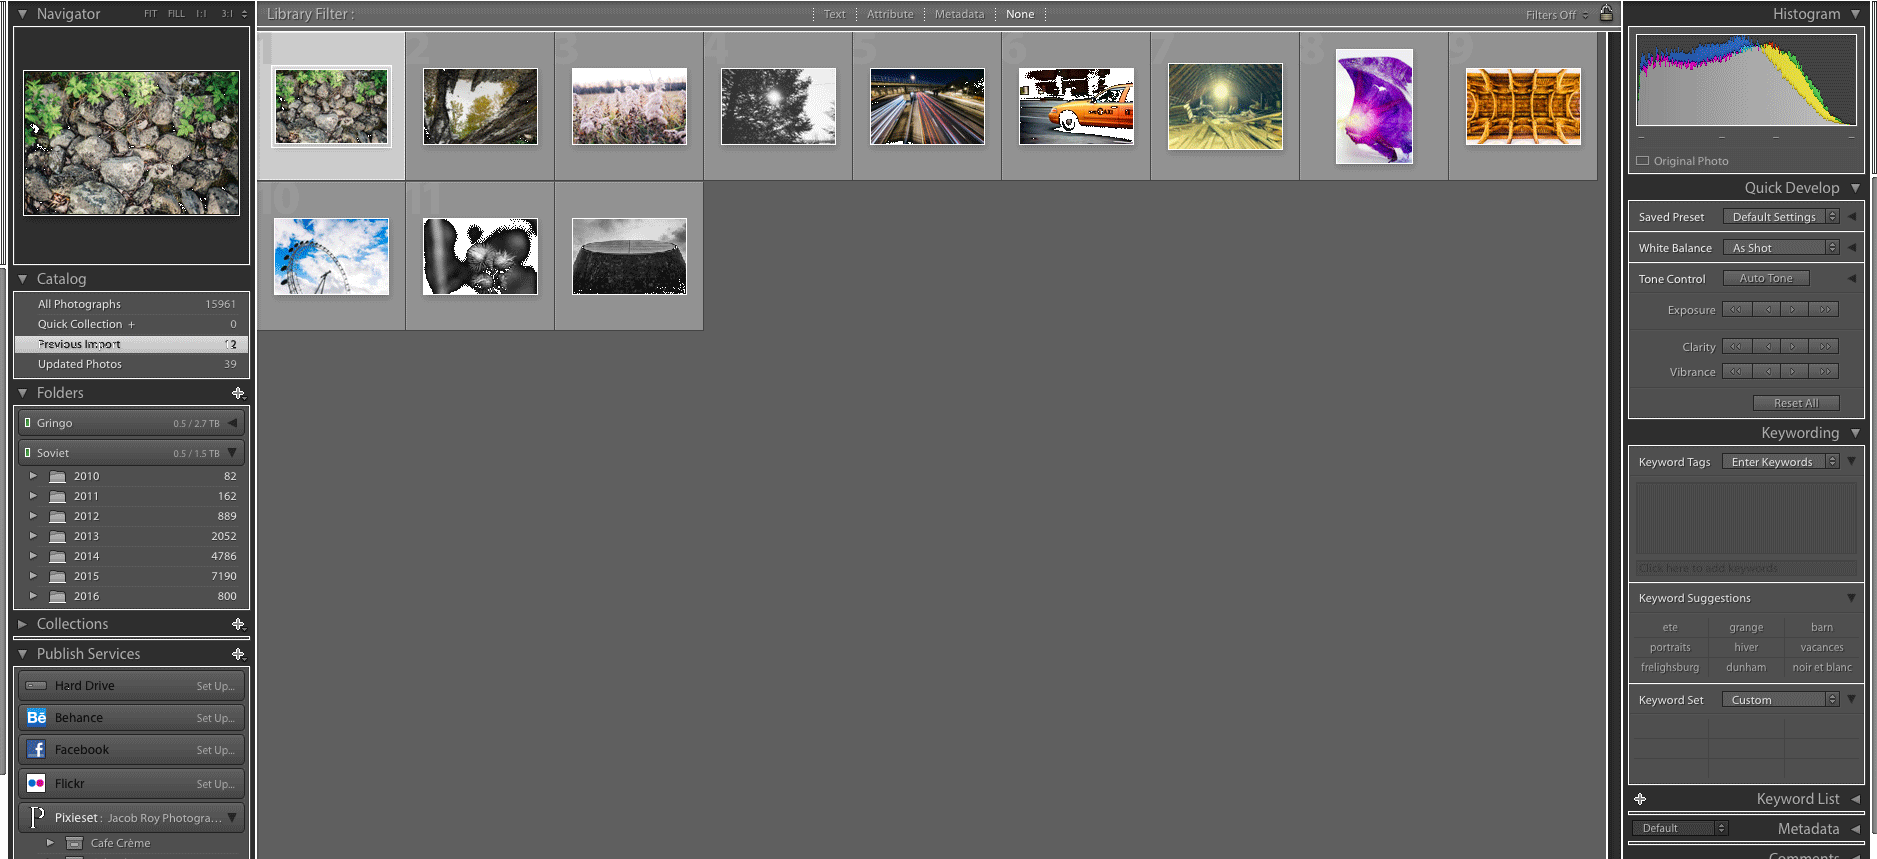 Navigator FIT FILL 1:1 3:1
Catalog
All Photographs 15961
Quick Collection + 0
Previous Import 12
Updated Photos 39
Folders
Gringo 0.5 / 2.7 TB
Soviet 0.5 / 1.5 TB
2010 82
2011 162
2012 889
2013 2052
2014 4786
2015 7190
2016 800
Collections
Publish Services
Hard Drive Set Up...
Bē Behance Set Up...
f Facebook Set Up...
Flickr Set Up...
P Pixieset : Jacob Roy Photogra...
Cafe Crème
Library Filter : Text Attribute Metadata None Filters Off
1 2 3 4 5 6 7 8 9
10 11
Histogram
Original Photo
Quick Develop
Saved Preset Default Settings
White Balance As Shot
Tone Control Auto Tone
Exposure
Clarity
Vibrance
Reset All
Keywording
Keyword Tags Enter Keywords
Click here to add keywords
Keyword Suggestions
ete grange barn
portraits hiver vacances
frelighsburg dunham noir et blanc
Keyword Set Custom
Keyword List
Default Metadata
Comments